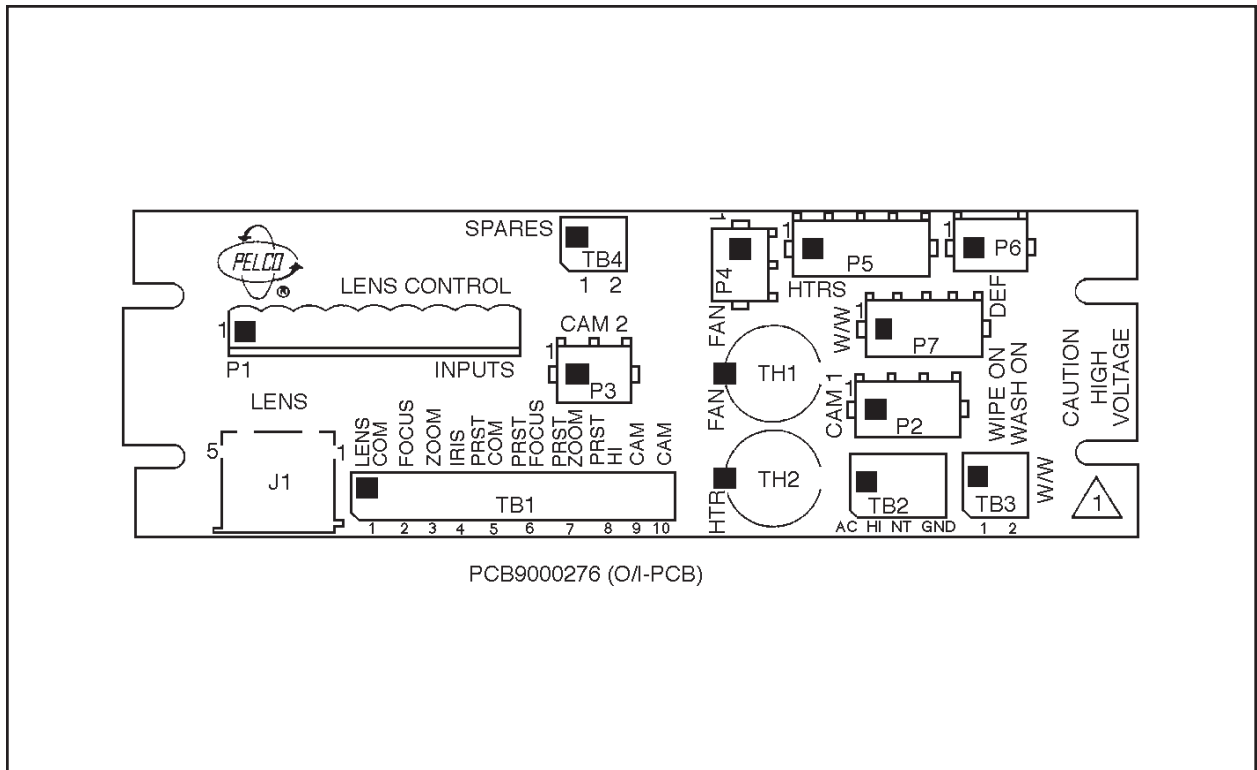 SPARES
TB4
1 2
PELCO
®
LENS CONTROL
1
P1
INPUTS
CAM 2
1
P3
LENS
5
1
J1
LENS COM
FOCUS
ZOOM
IRIS
PRST COM
PRST FOCUS
PRST ZOOM
PRST HI
CAM
CAM
TB1
1 2 3 4 5 6 7 8 9 10
1
P4
FAN
1
P5
HTRS
1
P6
DEF
W/W
1
P7
FAN
TH1
CAM 1
1
P2
WIPE ON
WASH ON
HTR
TH2
TB2
AC HI NT GND
TB3
1 2
W/W
CAUTION
HIGH
VOLTAGE
1
PCB9000276 (O/I-PCB)